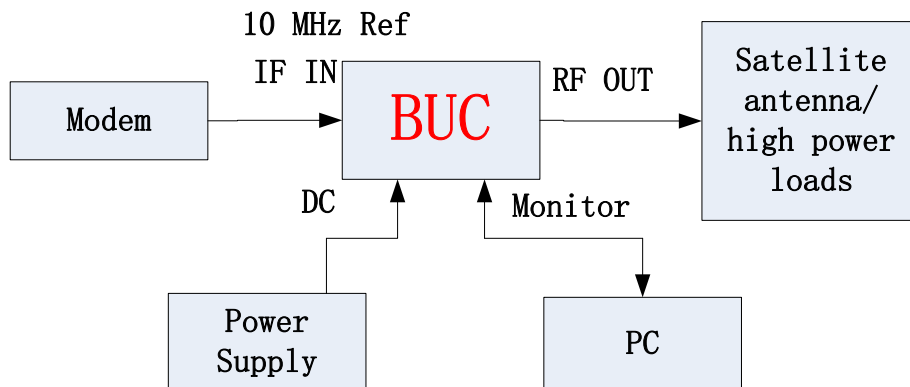 10 MHz Ref
IF IN
Modem
BUC
RF OUT
Satellite
antenna/
high power
loads
DC
Monitor
Power
Supply
PC